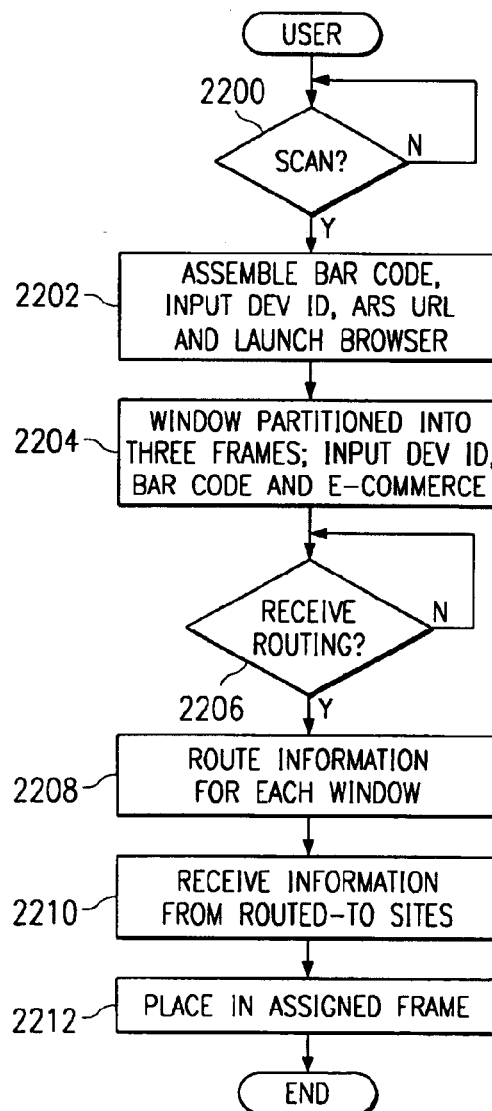 USER
2200
SCAN?
N
Y
2202
ASSEMBLE BAR CODE,
INPUT DEV ID, ARS URL
AND LAUNCH BROWSER
2204
WINDOW PARTITIONED INTO
THREE FRAMES; INPUT DEV ID,
BAR CODE AND E-COMMERCE
RECEIVE
ROUTING?
N
2206
Y
2208
ROUTE INFORMATION
FOR EACH WINDOW
2210
RECEIVE INFORMATION
FROM ROUTED-TO SITES
2212
PLACE IN ASSIGNED FRAME
END